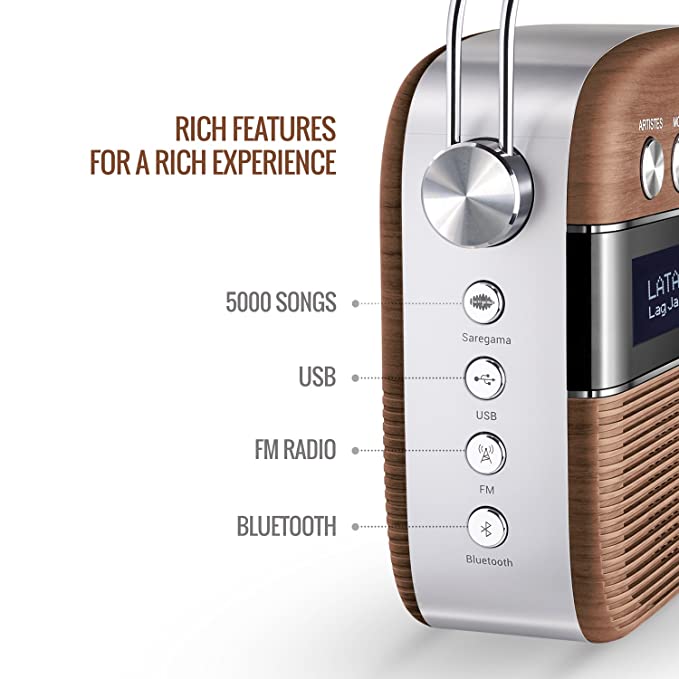 RICH FEATURES
FOR A RICH EXPERIENCE
ARTISTES
5000 SONGS
Saregama
USB
USB
FM RADIO
FM
BLUETOOTH
Bluetooth